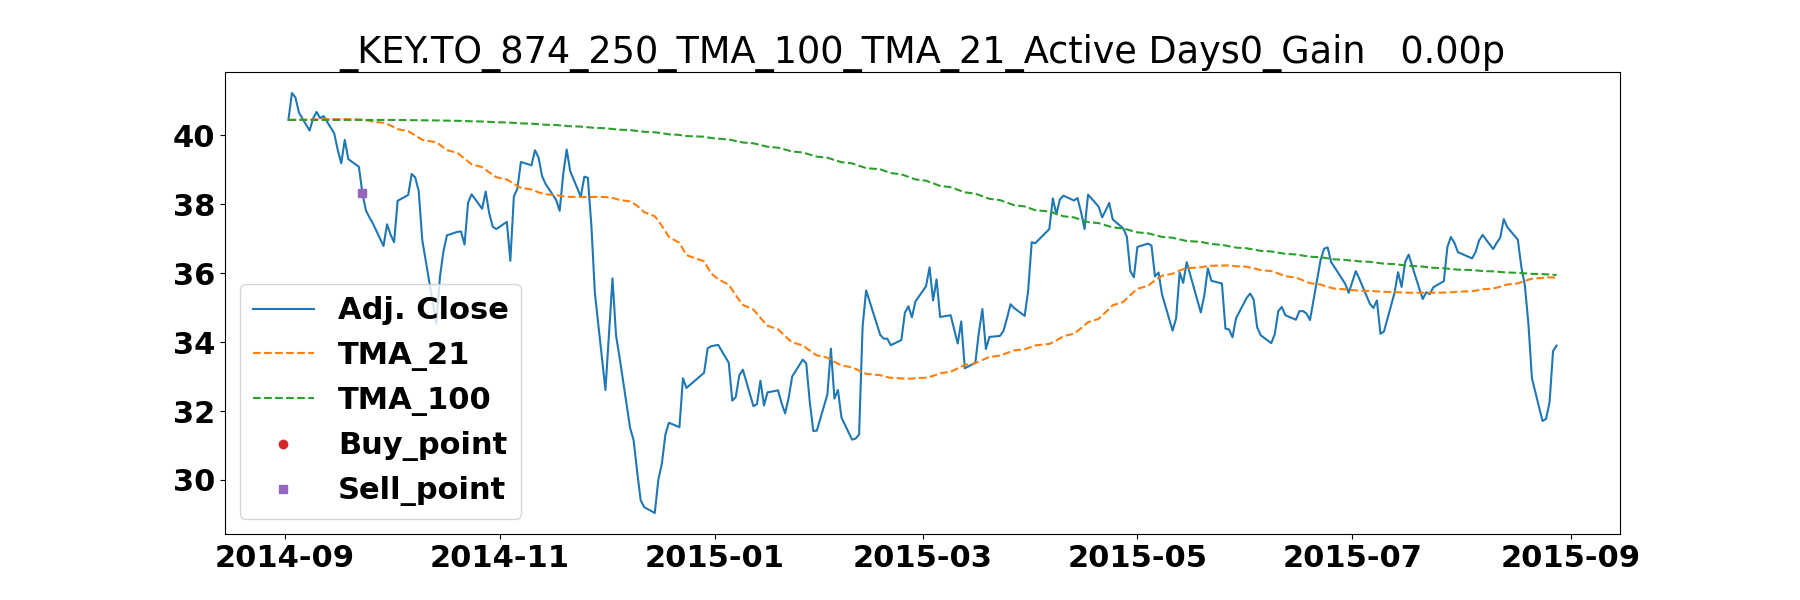 _KEY.TO_874_250_TMA_100_TMA_21_Active Days0_Gain   0.00p
40
38
36
34
32
30
Adj. Close
TMA_21
TMA_100
Buy_point
Sell_point
2014-09 2014-11 2015-01 2015-03 2015-05 2015-07 2015-09